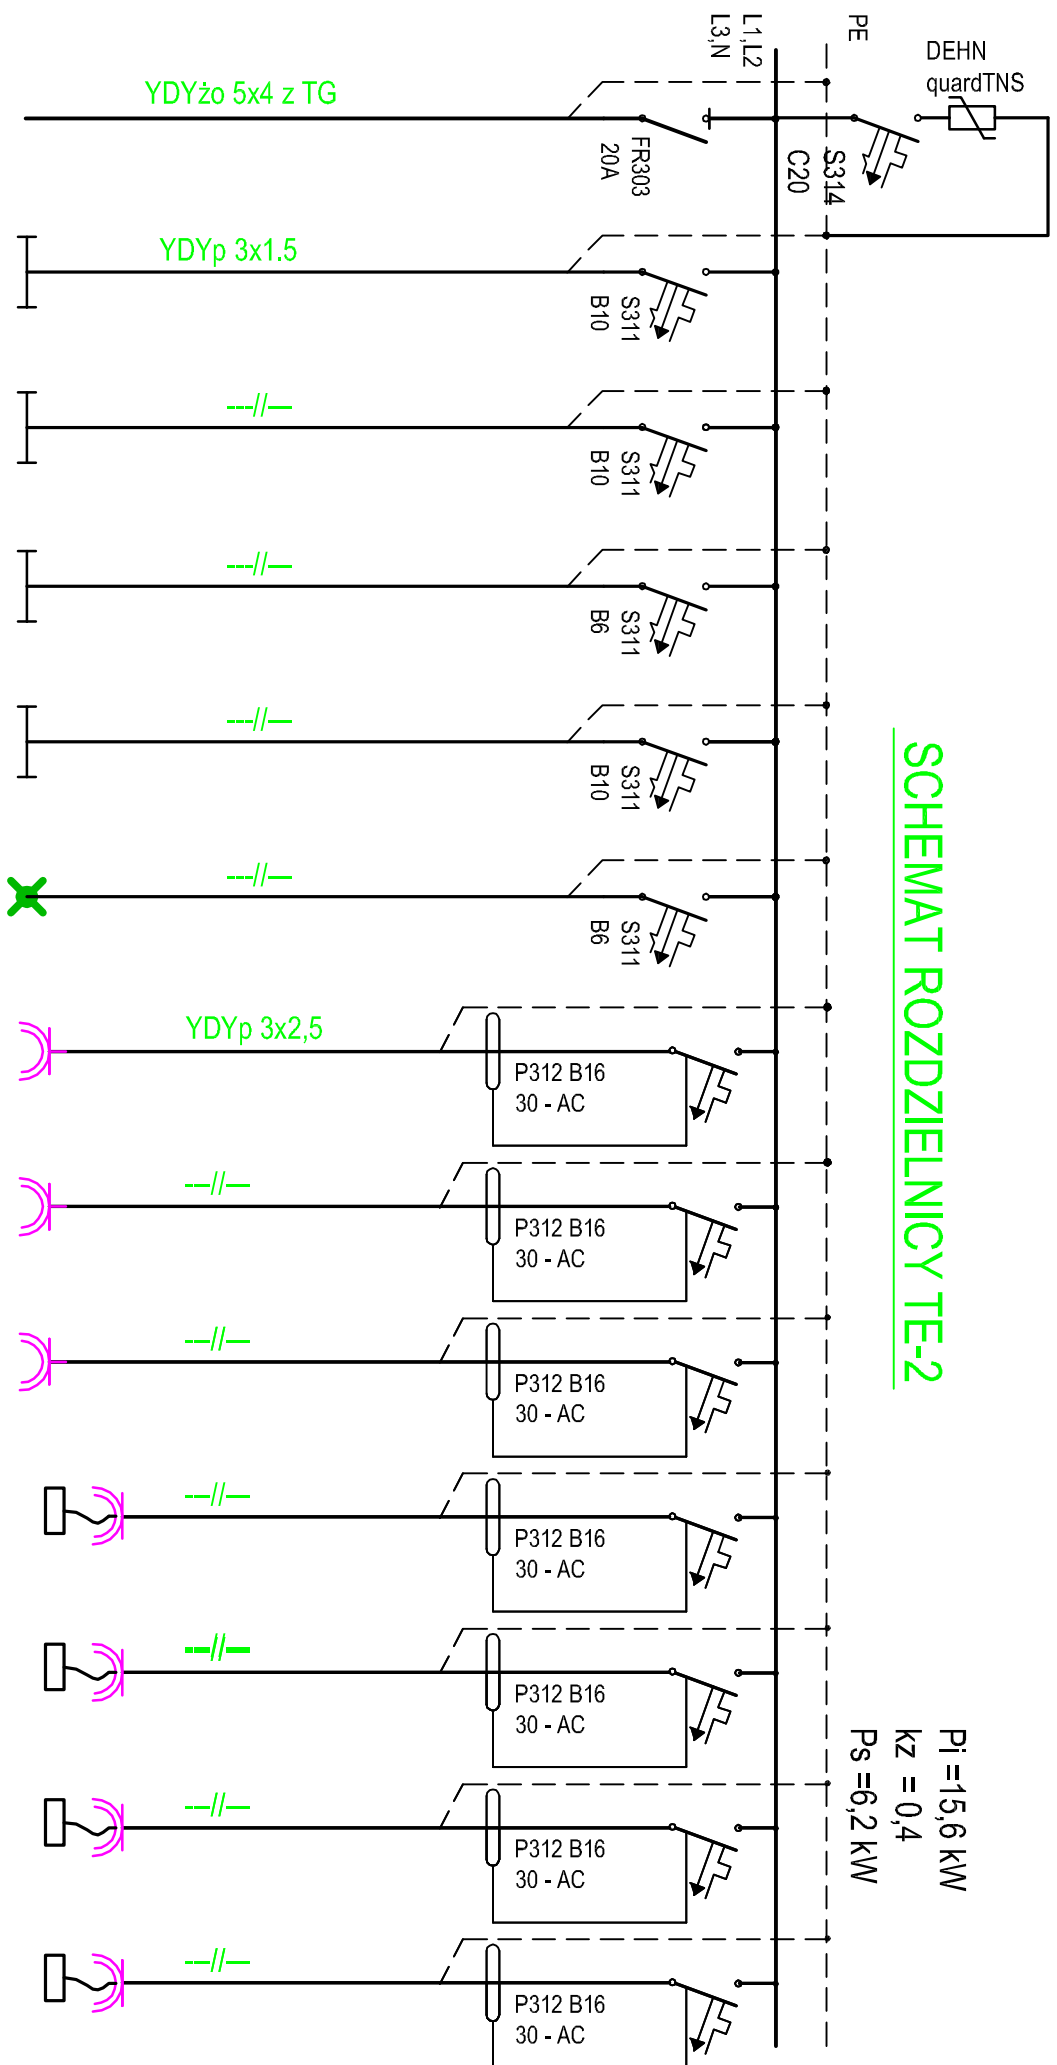 PE
L1,L2
L3,N
DEHN
quardTNS
S314
C20
YDYżo 5x4 z TG
FR303
20A
YDYp 3x1.5
S311
B10
---//---
S311
B10
---//---
S311
B6
---//---
S311
B10
---//---
S311
B6
SCHEMAT ROZDZIELNICY TE-2
YDYp 3x2,5
P312 B16
30 - AC
---//---
P312 B16
30 - AC
---//---
P312 B16
30 - AC
---//---
P312 B16
30 - AC
---//---
P312 B16
30 - AC
---//---
P312 B16
30 - AC
---//---
P312 B16
30 - AC
Pi =15,6 kW
kz = 0,4
Ps =6,2 kW